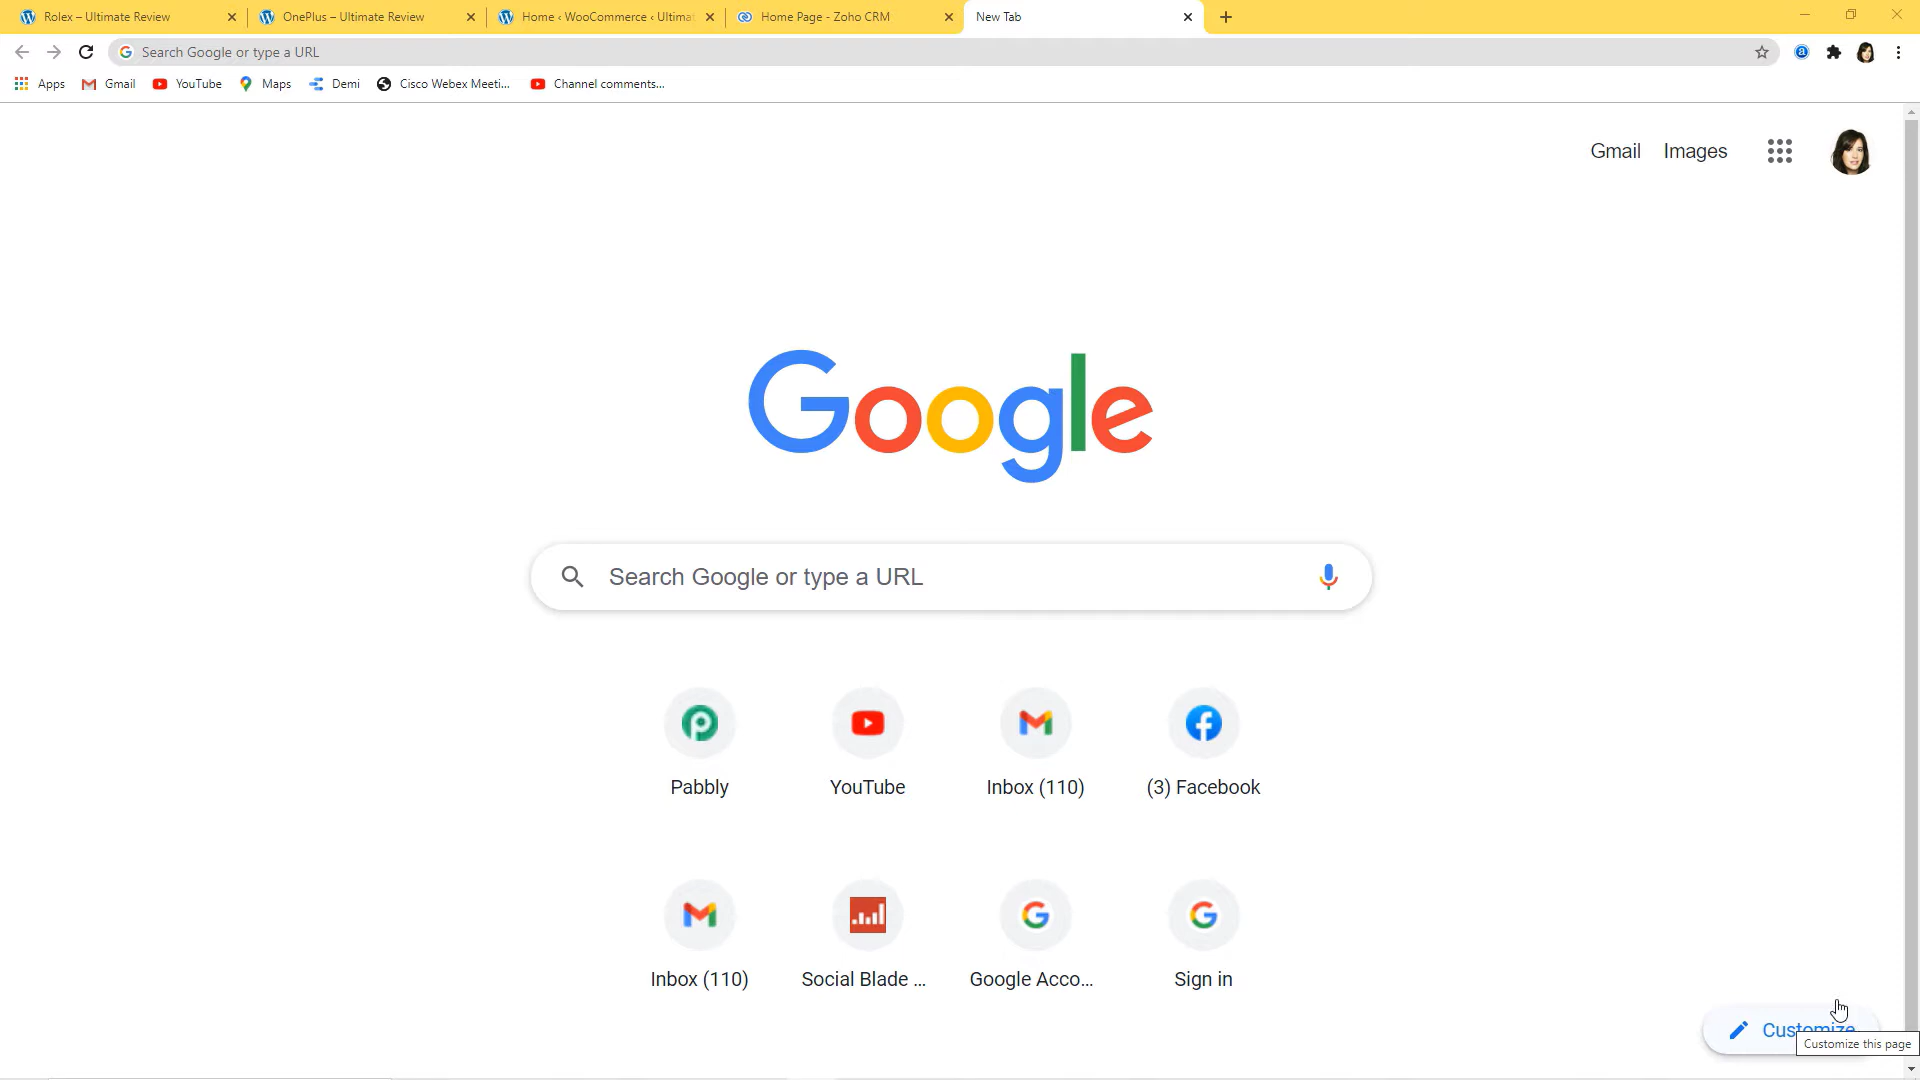 Rolex – Ultimate Review
OnePlus – Ultimate Review
Home ‹ WooCommerce ‹ Ultima
Home Page - Zoho CRM
New Tab
Search Google or type a URL
Apps
Gmail
YouTube
Maps
Demi
Cisco Webex Meeti...
Channel comments...
Gmail
Images
Google
Search Google or type a URL
Pabbly
YouTube
Inbox (110)
(3) Facebook
Inbox (110)
Social Blade ...
Google Acco...
Sign in
Customize
Customize this page